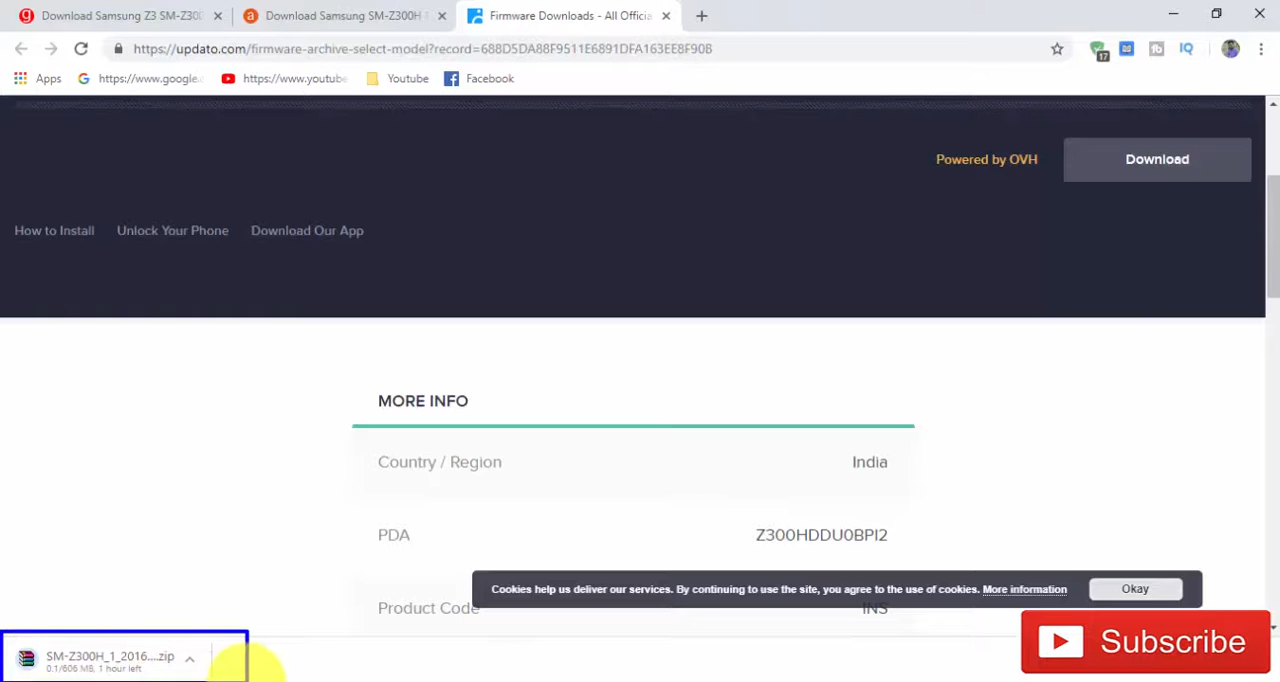 Download Samsung Z3 SM-Z300
Download Samsung SM-Z300H
Firmware Downloads - All Officia
https://updato.com/firmware-archive-select-model?record=688D5DA88F9511E6891DFA163EE8F90B
17
Apps
https://www.google.
https://www.youtube
Youtube
Facebook
Powered by OVH
Download
How to Install
Unlock Your Phone
Download Our App
MORE INFO
Country / Region
India
PDA
Z300HDDU0BPI2
Cookies help us deliver our services. By continuing to use the site, you agree to the use of cookies. More information
Okay
Product Code
INS
SM-Z300H_1_2016....zip
0.1/606 MB, 1 hour left
Subscribe